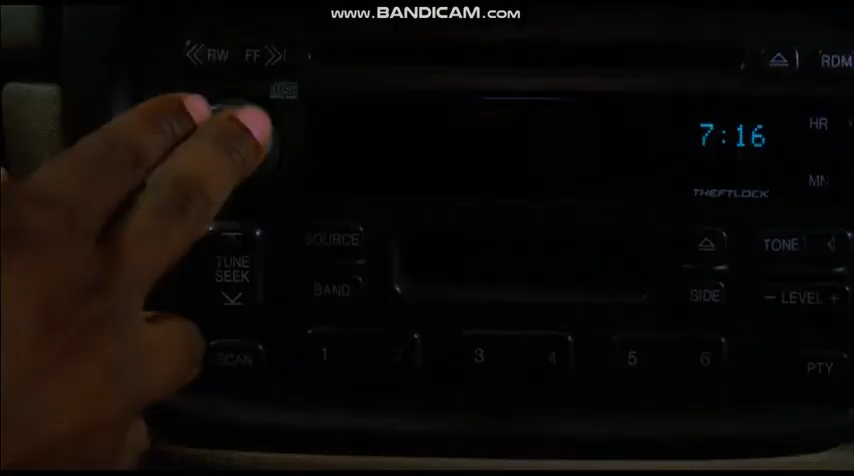 www.BANDICAM.com
RW FF
RDM
7:16
HR
MN
THEFTLOCK
SOURCE
TUNE
SEEK
BAND
TONE
SIDE
– LEVEL +
SCAN
1 2 3 4 5 6
PTY